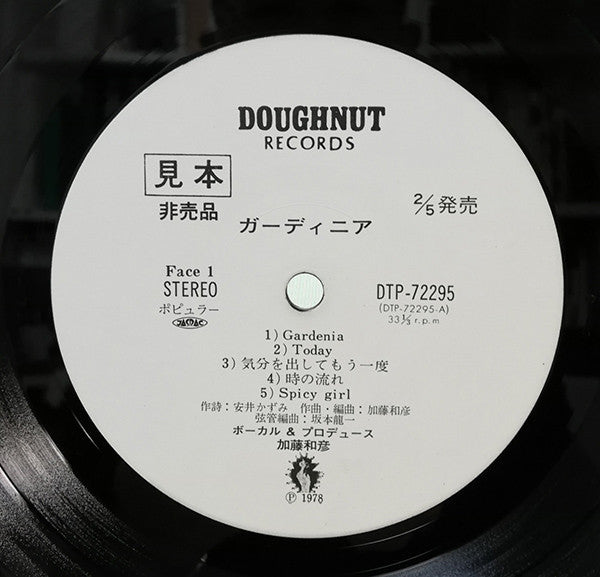 DOUGHNUT
RECORDS
見本
非売品
2/5発売
ガーディニア
Face 1
STEREO
ポピュラー
JASRAC
DTP-72295
(DTP-72295-A)
33⅓ r.p.m
1) Gardenia
2) Today
3) 気分を出してもう一度
4) 時の流れ
5) Spicy girl
作詩：安井かずみ 作曲・編曲：加藤和彦
弦管編曲：坂本龍一
ボーカル & プロデュース
加藤和彦
Ⓟ 1978